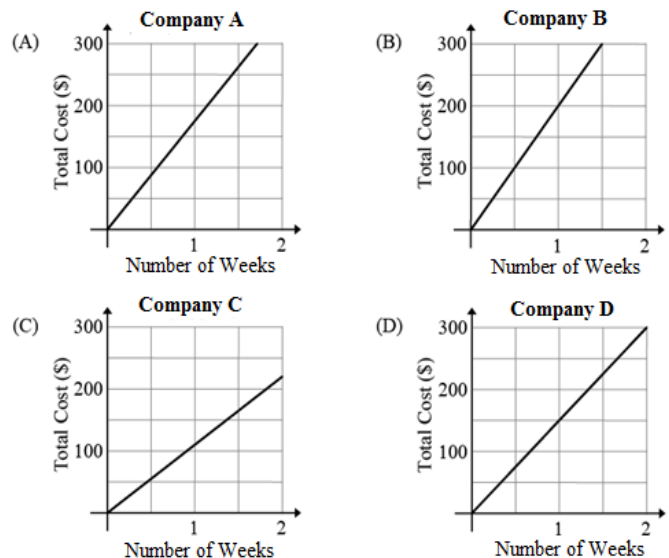 Company A
(A)
Total Cost ($)
300
200
100
1 2
Number of Weeks
Company B
(B)
Total Cost ($)
300
200
100
1 2
Number of Weeks
Company C
(C)
Total Cost ($)
300
200
100
1 2
Number of Weeks
Company D
(D)
Total Cost ($)
300
200
100
1 2
Number of Weeks